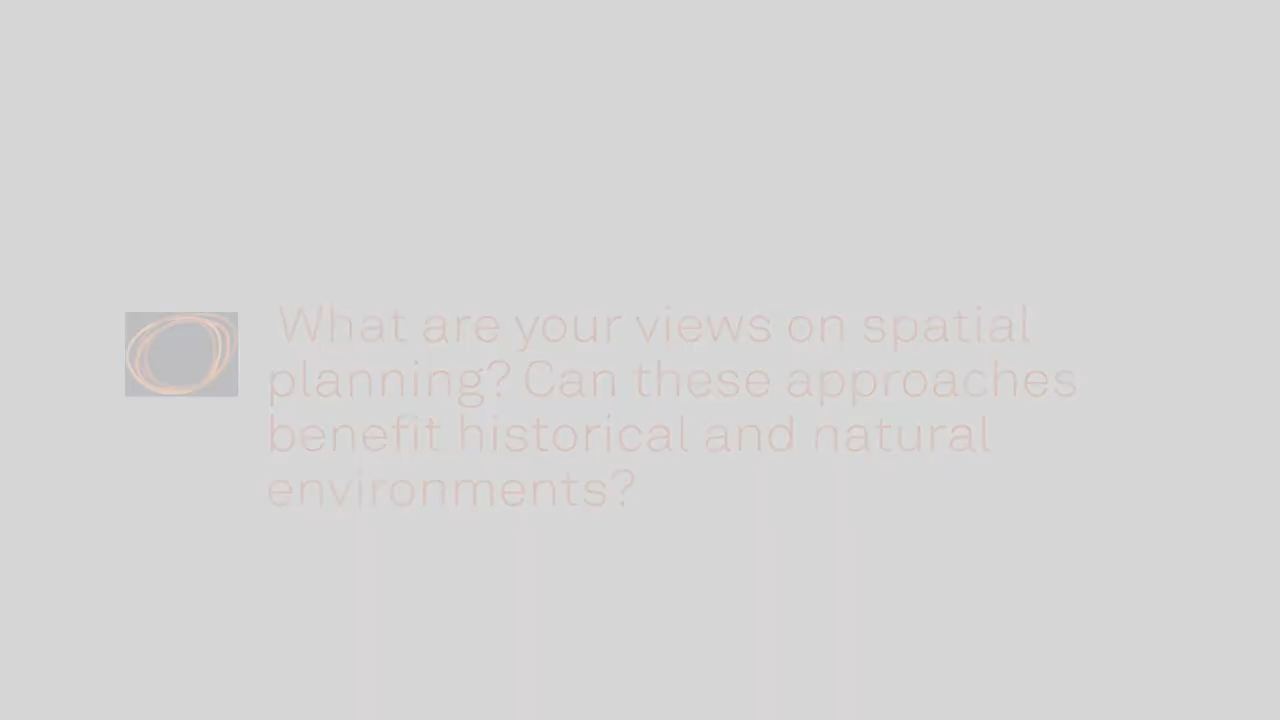 What are your views on spatial
planning? Can these approaches
benefit historical and natural
environments?